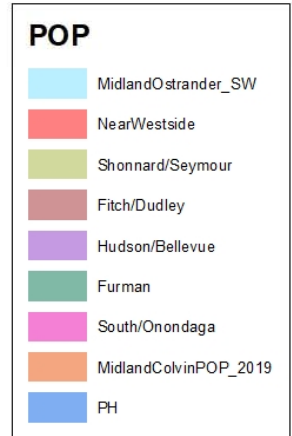 POP
MidlandOstrander_SW
NearWestside
Shonnard/Seymour
Fitch/Dudley
Hudson/Bellevue
Furman
South/Onondaga
MidlandColvinPOP_2019
PH